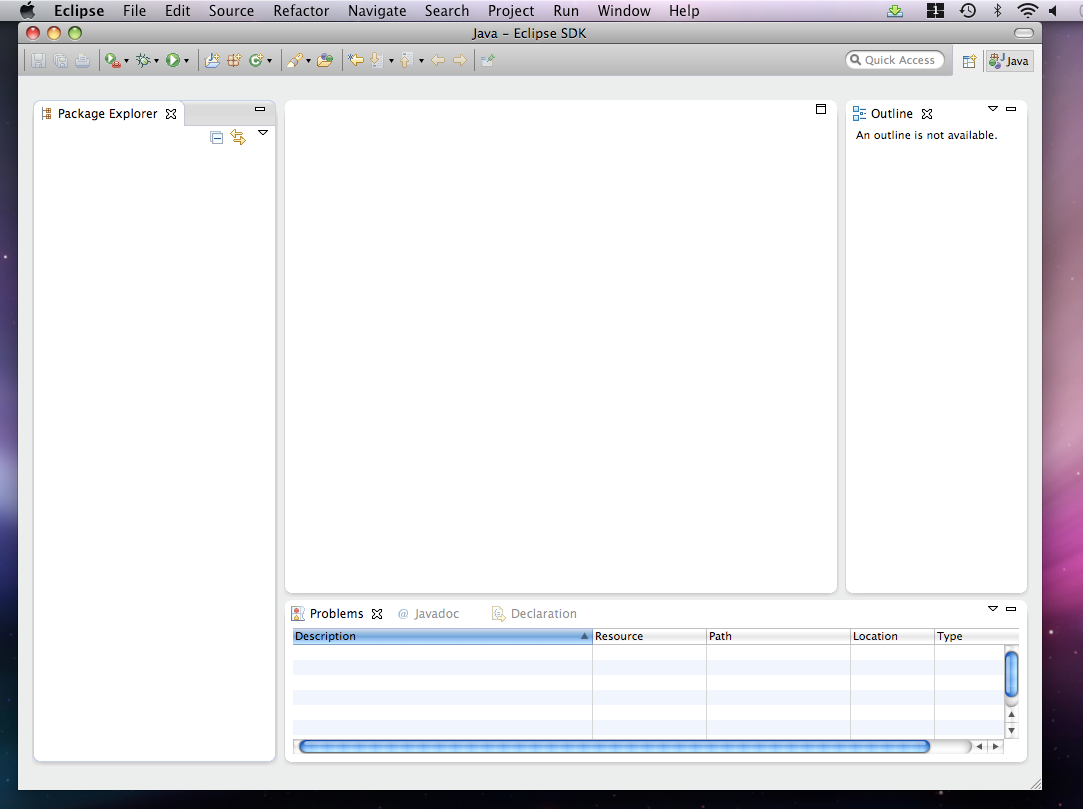 Eclipse File Edit Source Refactor Navigate Search Project Run Window Help
Java – Eclipse SDK
Quick Access
Java
Package Explorer
Outline
An outline is not available.
Problems @ Javadoc Declaration
Description Resource Path Location Type